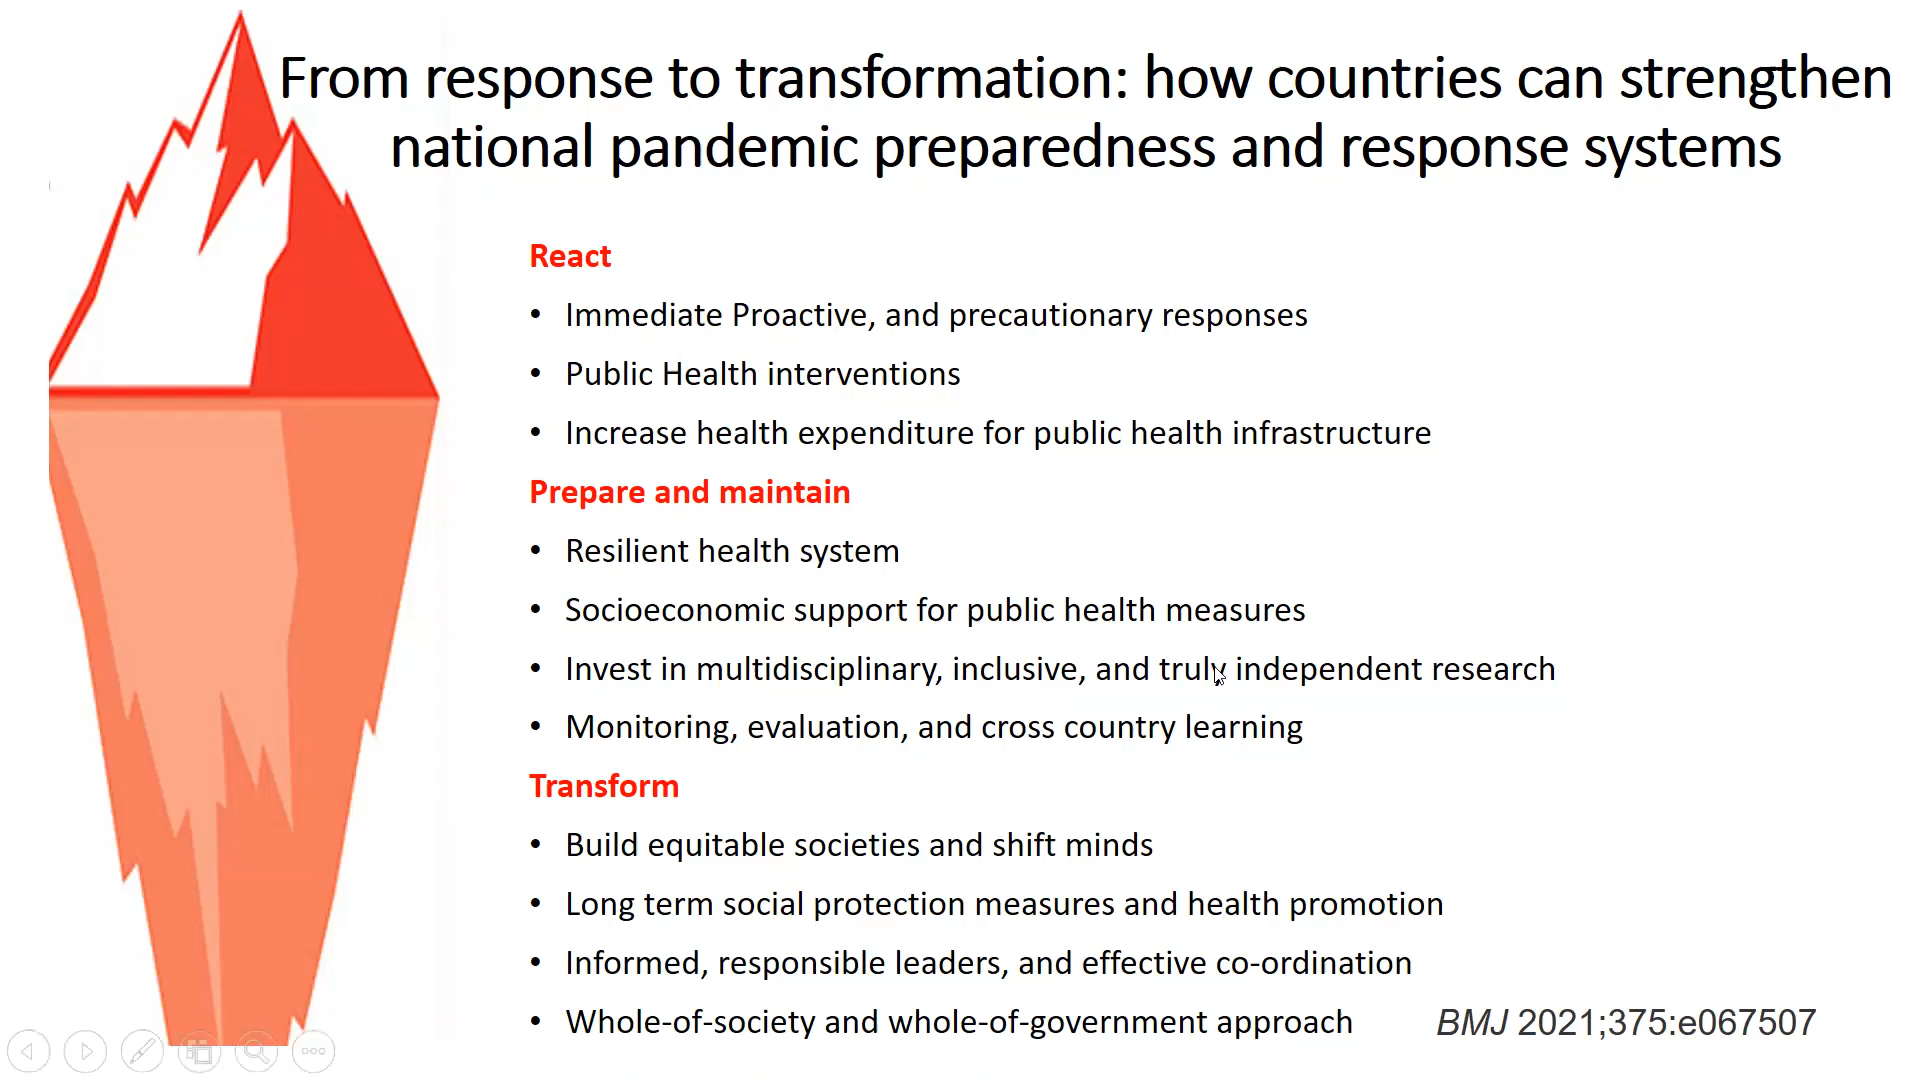 From response to transformation: how countries can strengthen
national pandemic preparedness and response systems
React
• Immediate Proactive, and precautionary responses
• Public Health interventions
• Increase health expenditure for public health infrastructure
Prepare and maintain
• Resilient health system
• Socioeconomic support for public health measures
• Invest in multidisciplinary, inclusive, and truly independent research
• Monitoring, evaluation, and cross country learning
Transform
• Build equitable societies and shift minds
• Long term social protection measures and health promotion
• Informed, responsible leaders, and effective co-ordination
• Whole-of-society and whole-of-government approach
BMJ 2021;375:e067507